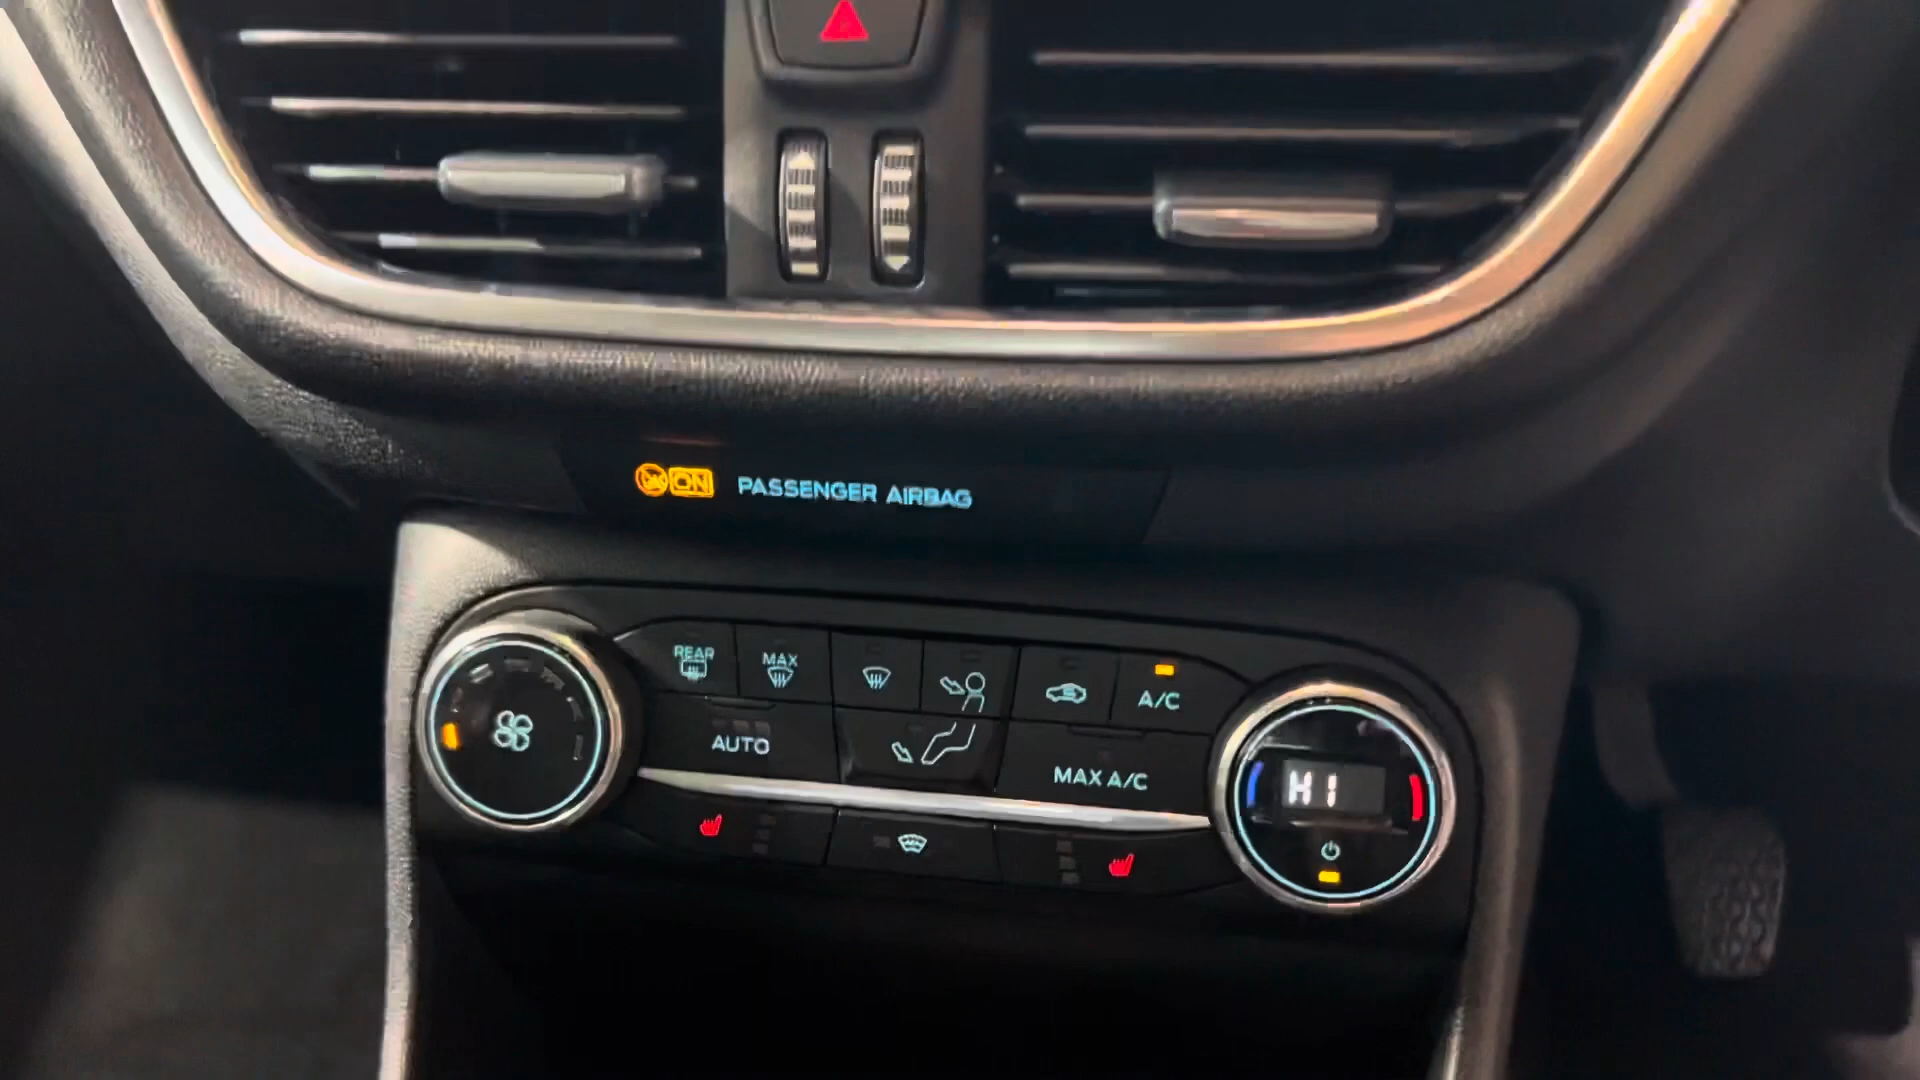 ON PASSENGER AIRBAG
REAR
MAX
A/C
AUTO
MAX A/C
HI